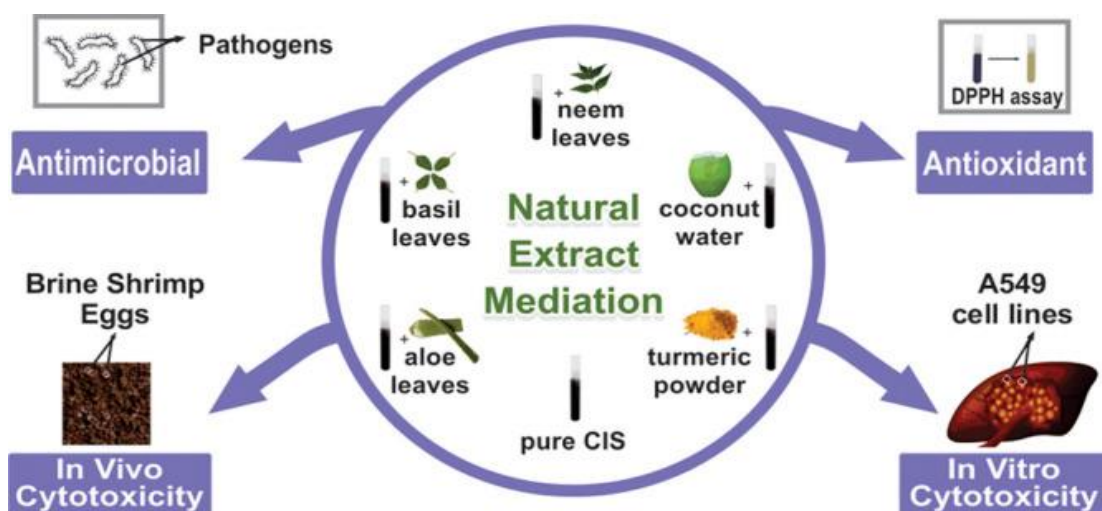 Pathogens
Antimicrobial
DPPH assay
Antioxidant
+
neem
leaves
+
basil
leaves
+
coconut
water
Natural
Extract
Mediation
+
aloe
leaves
+
turmeric
powder
pure CIS
Brine Shrimp
Eggs
In Vivo
Cytotoxicity
A549
cell lines
In Vitro
Cytotoxicity